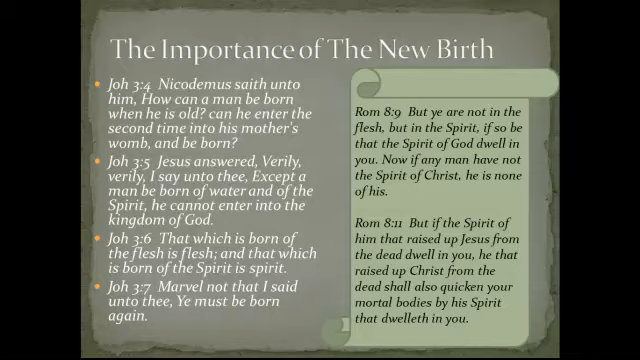 The Importance of The New Birth
Joh 3:4 Nicodemus saith unto
him, How can a man be born
when he is old? can he enter the
second time into his mother's
womb, and be born?
Joh 3:5 Jesus answered, Verily,
verily, I say unto thee, Except a
man be born of water and of the
Spirit, he cannot enter into the
kingdom of God.
Joh 3:6 That which is born of
the flesh is flesh; and that which
is born of the Spirit is spirit.
Joh 3:7 Marvel not that I said
unto thee, Ye must be born
again.
Rom 8:9 But ye are not in the
flesh, but in the Spirit, if so be
that the Spirit of God dwell in
you. Now if any man have not
the Spirit of Christ, he is none
of his.
Rom 8:11 But if the Spirit of
him that raised up Jesus from
the dead dwell in you, he that
raised up Christ from the
dead shall also quicken your
mortal bodies by his Spirit
that dwelleth in you.